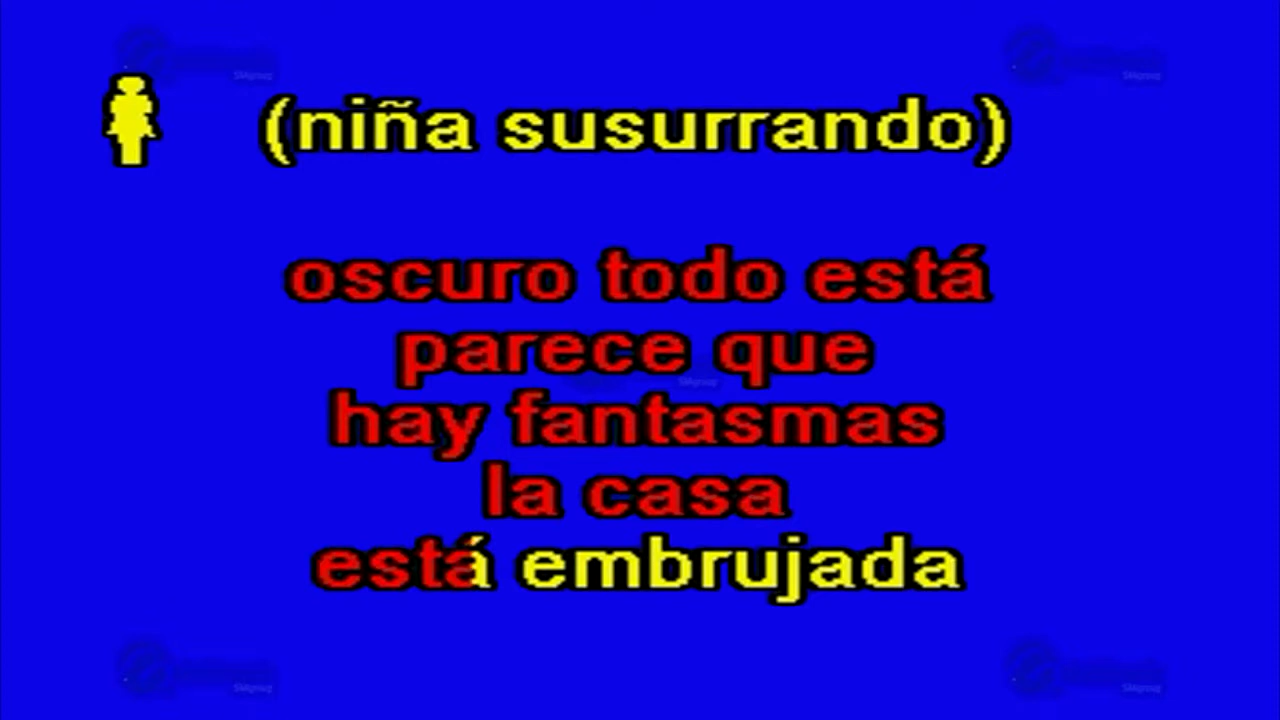 (niña susurrando)
oscuro todo está
parece que
hay fantasmas
la casa
está embrujada